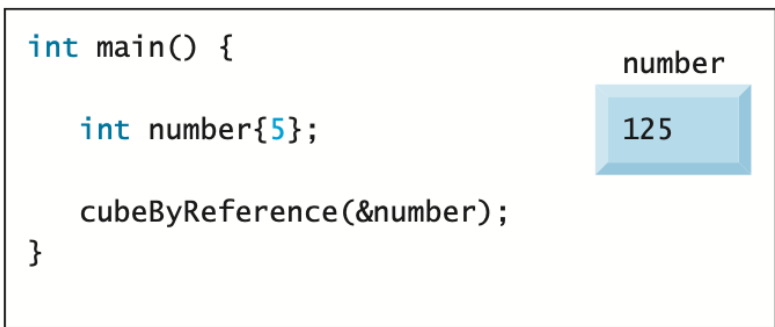 int main() {
number
int number{5};
125
cubeByReference(&number);
}